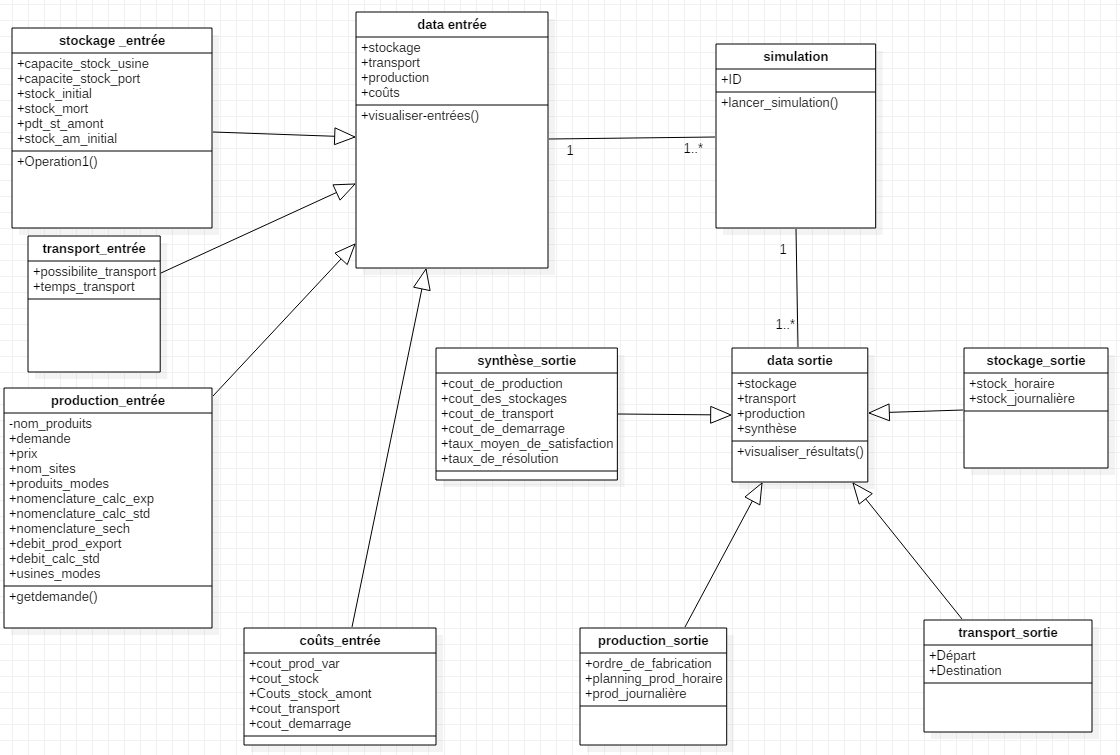 stockage _entrée
+capacite_stock_usine
+capacite_stock_port
+stock_initial
+stock_mort
+pdt_st_amont
+stock_am_initial
+Operation1()
data entrée
+stockage
+transport
+production
+coûts
+visualiser-entrées()
simulation
+ID
+lancer_simulation()
1
1..*
transport_entrée
+possibilite_transport
+temps_transport
1
1..*
production_entrée
-nom_produits
+demande
+prix
+nom_sites
+produits_modes
+nomenclature_calc_exp
+nomenclature_calc_std
+nomenclature_sech
+debit_prod_export
+debit_calc_std
+usines_modes
+getdemande()
synthèse_sortie
+cout_de_production
+cout_des_stockages
+cout_de_transport
+cout_de_demarrage
+taux_moyen_de_satisfaction
+taux_de_résolution
data sortie
+stockage
+transport
+production
+synthèse
+visualiser_résultats()
stockage_sortie
+stock_horaire
+stock_journalière
coûts_entrée
+cout_prod_var
+cout_stock
+Couts_stock_amont
+cout_transport
+cout_demarrage
production_sortie
+ordre_de_fabrication
+planning_prod_horaire
+prod_journalière
transport_sortie
+Départ
+Destination